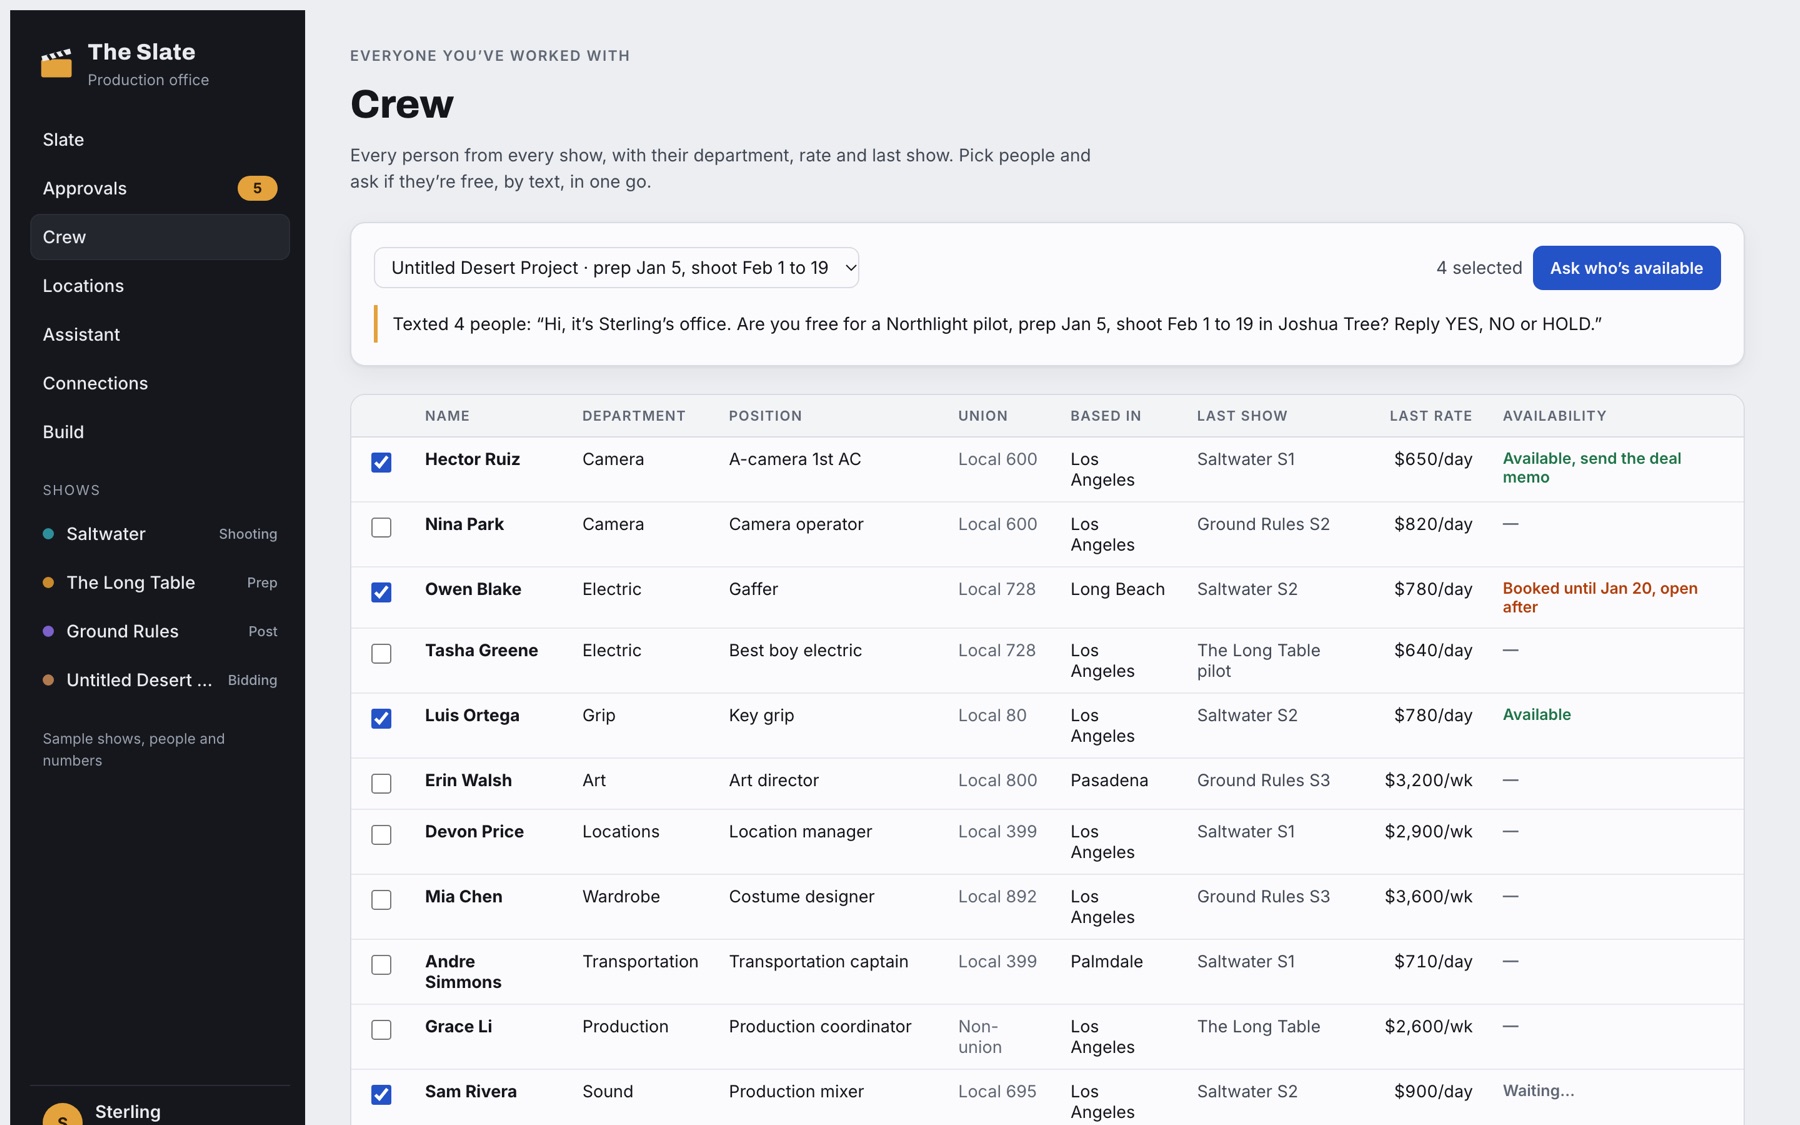 The Slate
Production office
Slate
Approvals 5
Crew
Locations
Assistant
Connections
Build
SHOWS
Saltwater Shooting
The Long Table Prep
Ground Rules Post
Untitled Desert ... Bidding
Sample shows, people and
numbers
S Sterling
EVERYONE YOU’VE WORKED WITH
Crew
Every person from every show, with their department, rate and last show. Pick people and
ask if they’re free, by text, in one go.
Untitled Desert Project · prep Jan 5, shoot Feb 1 to 19 4 selected Ask who’s available
Texted 4 people: “Hi, it’s Sterling’s office. Are you free for a Northlight pilot, prep Jan 5, shoot Feb 1 to 19 in Joshua Tree? Reply YES, NO or HOLD.”
NAME DEPARTMENT POSITION UNION BASED IN LAST SHOW LAST RATE AVAILABILITY
Hector Ruiz Camera A-camera 1st AC Local 600 Los Saltwater S1 $650/day Available, send the deal
Angeles memo
Nina Park Camera Camera operator Local 600 Los Ground Rules S2 $820/day —
Angeles
Owen Blake Electric Gaffer Local 728 Long Beach Saltwater S2 $780/day Booked until Jan 20, open
after
Tasha Greene Electric Best boy electric Local 728 Los The Long Table $640/day —
Angeles pilot
Luis Ortega Grip Key grip Local 80 Los Saltwater S2 $780/day Available
Angeles
Erin Walsh Art Art director Local 800 Pasadena Ground Rules S3 $3,200/wk —
Devon Price Locations Location manager Local 399 Los Saltwater S1 $2,900/wk —
Angeles
Mia Chen Wardrobe Costume designer Local 892 Los Ground Rules S3 $3,600/wk —
Angeles
Andre Transportation Transportation captain Local 399 Palmdale Saltwater S1 $710/day —
Simmons
Grace Li Production Production coordinator Non- Los The Long Table $2,600/wk —
union Angeles
Sam Rivera Sound Production mixer Local 695 Los Saltwater S2 $900/day Waiting...
Angeles